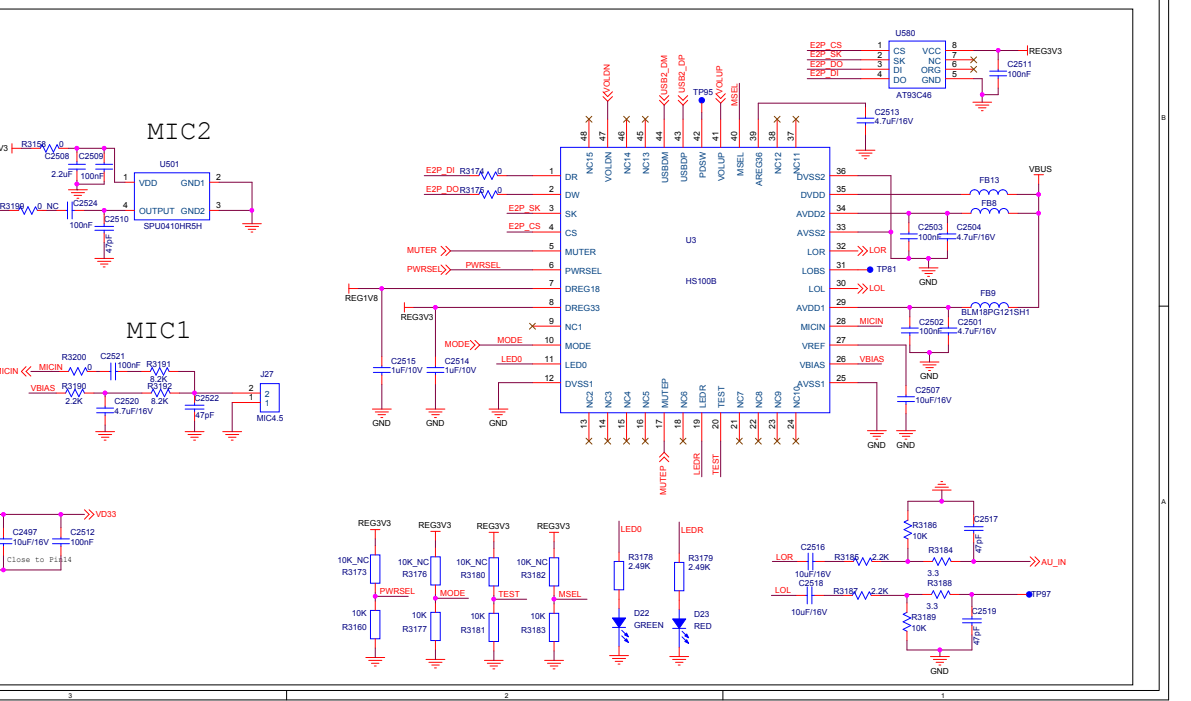 U580
E2P_CS 1 CS VCC 8 REG3V3
E2P_SK 2 SK NC 7
E2P_DO 3 DI ORG 6
E2P_DI 4 DO GND 5
AT93C46
C2511
100nF
B
MIC2
V3
R3158 0
C2508
2.2uF
C2509
100nF
U501
1 VDD GND1 2
4 OUTPUT GND2 3
SPU0410HR5H
R3199 0 NC
C2524
100nF
C2510
47pF
VOLDN
USB2_DM
USB2_DP
TP95
VOLUP
MSEL
C2513
4.7uF/16V
48 47 46 45 44 43 42 41 40 39 38 37
NC15 VOLDN NC14 NC13 USBDM USBDP PDSW VOLUP MSEL AREG36 NC12 NC11
E2P_DI R3174 0 1 DR
E2P_DO R3175 0 2 DW
E2P_SK 3 SK
E2P_CS 4 CS
MUTER 5 MUTER
PWRSEL PWRSEL 6 PWRSEL
REG1V8 7 DREG18
REG3V3 8 DREG33
9 NC1
MODE MODE 10 MODE
LED0 11 LED0
12 DVSS1
U3
HS100B
DVSS2 36
DVDD 35
AVDD2 34
AVSS2 33
LOR 32 LOR
LOBS 31 TP81
LOL 30 LOL
AVDD1 29
MICIN 28 MICIN
VREF 27
VBIAS 26 VBIAS
AVSS1 25
VBUS
FB13
FB8
C2503
100nF
C2504
4.7uF/16V
GND
FB9
BLM18PG121SH1
C2502
100nF
C2501
4.7uF/16V
GND
C2507
10uF/16V
GND
GND
C2515
1uF/10V
GND
C2514
1uF/10V
GND
GND
NC2 NC3 NC4 NC5 MUTEP NC6 LEDR TEST NC7 NC8 NC9 NC10
13 14 15 16 17 18 19 20 21 22 23 24
MUTEP
LEDR
TEST
MIC1
MICIN
R3200
0
C2521
100nF
R3191
8.2K
VBIAS
R3190
2.2K
R3192
8.2K
C2520
4.7uF/16V
C2522
47pF
J27
2 2
1 1
MIC4.5
A
VD33
C2497
10uF/16V
C2512
100nF
Close to Pin14
REG3V3
10K_NC
R3173
PWRSEL
10K
R3160
REG3V3
10K_NC
R3176
MODE
10K
R3177
REG3V3
10K_NC
R3180
TEST
10K
R3181
REG3V3
10K_NC
R3182
MSEL
10K
R3183
LED0
R3178
2.49K
D22
GREEN
LEDR
R3179
2.49K
D23
RED
R3186
10K
C2517
47pF
LOR
C2516
10uF/16V
R3185 2.2K
R3184
3.3
AU_IN
LOL
C2518
10uF/16V
R3187 2.2K
R3188
3.3
TP97
R3189
10K
C2519
47pF
GND
3 2 1